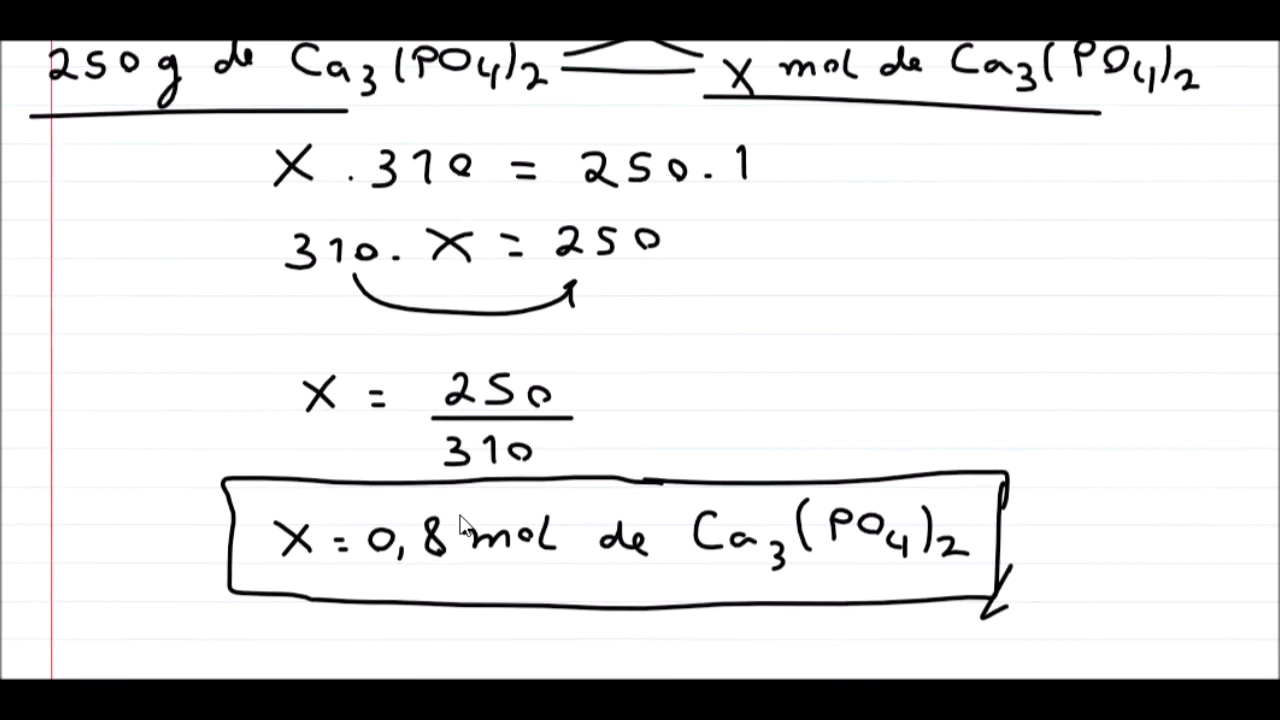 250g de Ca3(PO4)2 = X mol de Ca3(PO4)2
X . 310 = 250 . 1
310 . X = 250
X = 250
310
X = 0,8 mol de Ca3(PO4)2